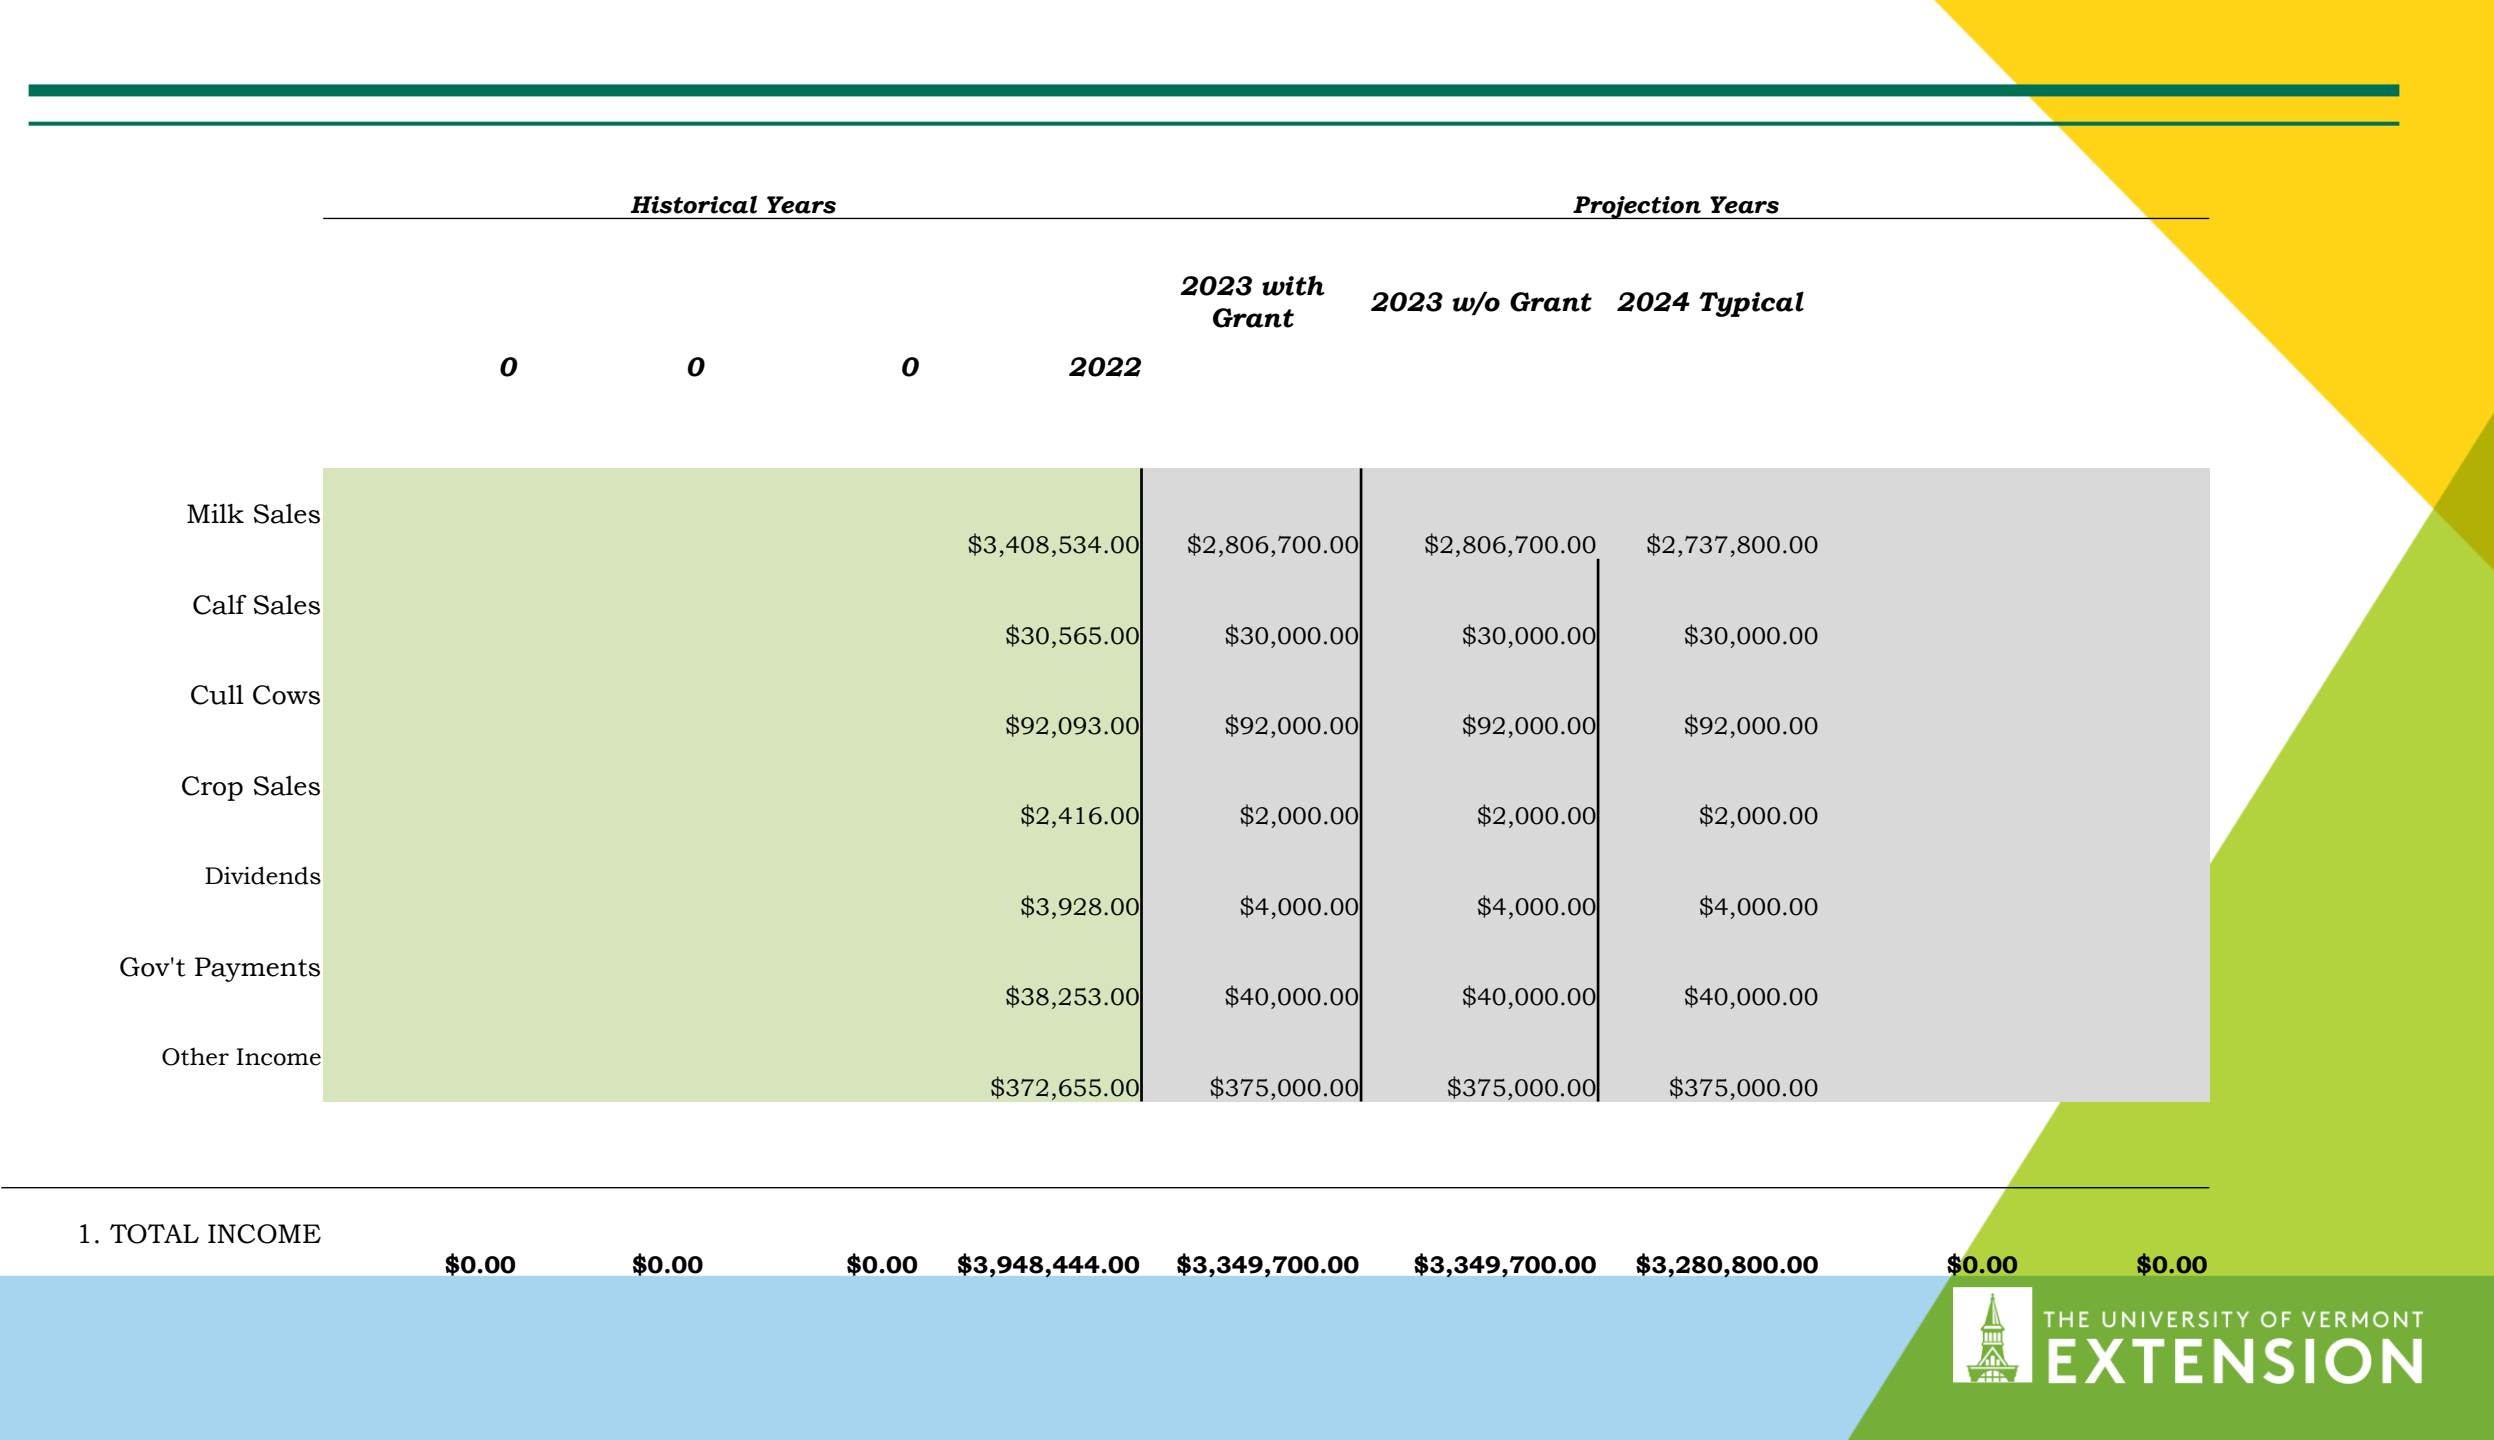 Historical Years Projection Years
2023 with
Grant
2023 w/o Grant 2024 Typical
0 0 0 2022
Milk Sales
$3,408,534.00 $2,806,700.00 $2,806,700.00 $2,737,800.00
Calf Sales
$30,565.00 $30,000.00 $30,000.00 $30,000.00
Cull Cows
$92,093.00 $92,000.00 $92,000.00 $92,000.00
Crop Sales
$2,416.00 $2,000.00 $2,000.00 $2,000.00
Dividends
$3,928.00 $4,000.00 $4,000.00 $4,000.00
Gov't Payments
$38,253.00 $40,000.00 $40,000.00 $40,000.00
Other Income
$372,655.00 $375,000.00 $375,000.00 $375,000.00
1. TOTAL INCOME
$0.00 $0.00 $0.00 $3,948,444.00 $3,349,700.00 $3,349,700.00 $3,280,800.00 $0.00 $0.00
THE UNIVERSITY OF VERMONT
EXTENSION